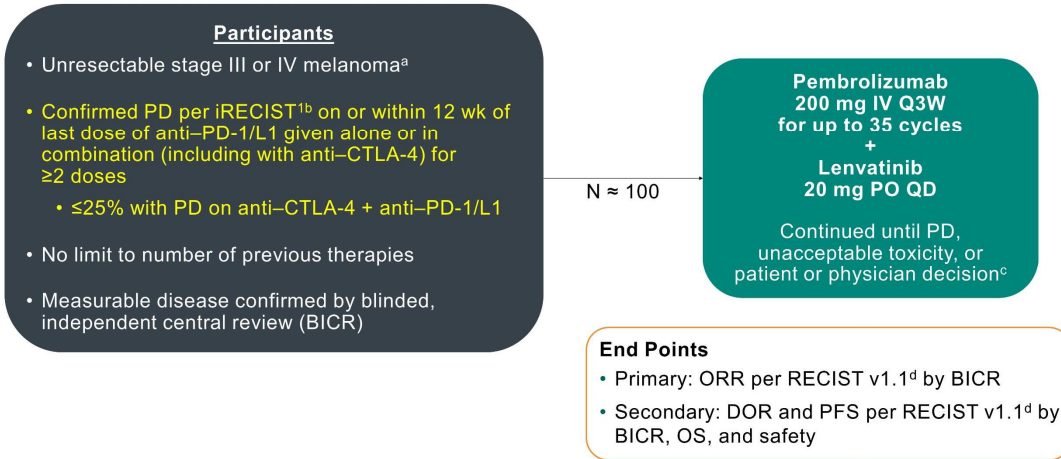 Participants
• Unresectable stage III or IV melanomaᵃ
• Confirmed PD per iRECIST¹ᵇ on or within 12 wk of
last dose of anti–PD-1/L1 given alone or in
combination (including with anti–CTLA-4) for
≥2 doses
• ≤25% with PD on anti–CTLA-4 + anti–PD-1/L1
• No limit to number of previous therapies
• Measurable disease confirmed by blinded,
independent central review (BICR)
N ≈ 100
Pembrolizumab
200 mg IV Q3W
for up to 35 cycles
+
Lenvatinib
20 mg PO QD
Continued until PD,
unacceptable toxicity, or
patient or physician decisionᶜ
End Points
• Primary: ORR per RECIST v1.1ᵈ by BICR
• Secondary: DOR and PFS per RECIST v1.1ᵈ by
BICR, OS, and safety